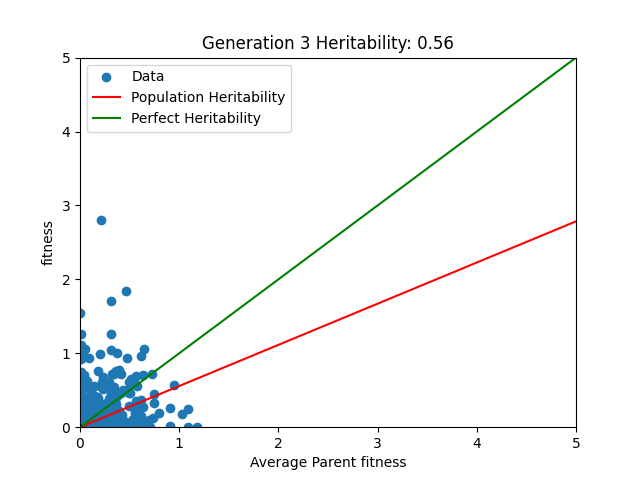 Generation 3 Heritability: 0.56
5
4
3
2
1
0
Data
Population Heritability
Perfect Heritability
fitness
0 1 2 3 4 5
Average Parent fitness